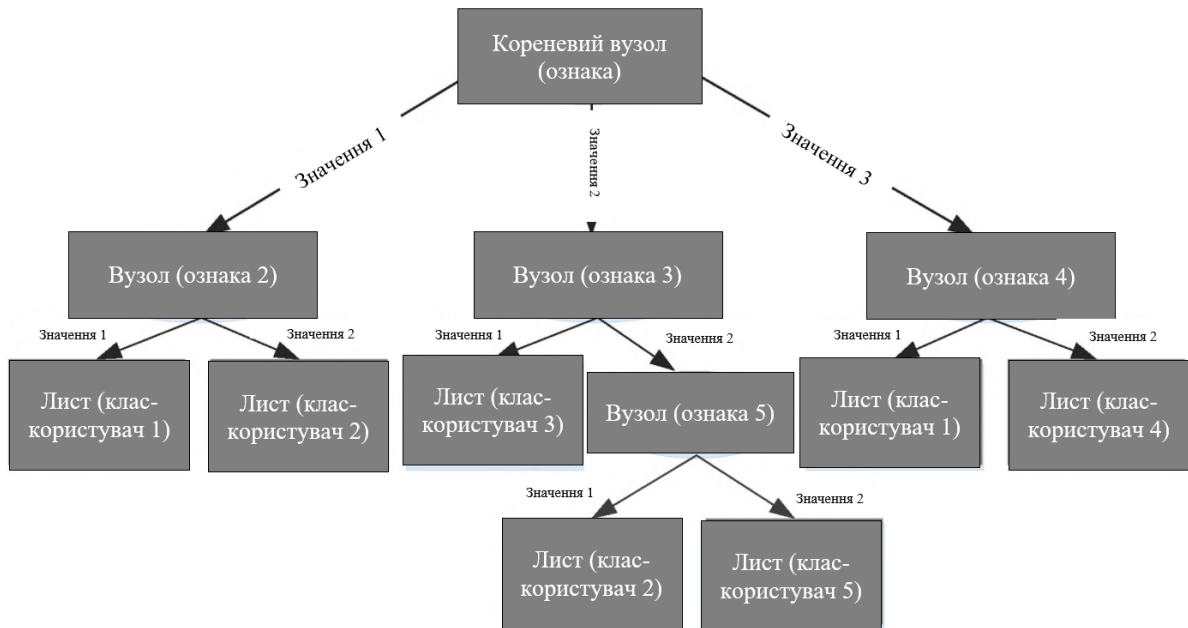 Кореневий вузол
(ознака)
Значення 1
Значення 2
Значення 3
Вузол (ознака 2)
Вузол (ознака 3)
Вузол (ознака 4)
Значення 1
Значення 2
Значення 1
Значення 2
Значення 1
Значення 2
Лист (клас-
користувач 1)
Лист (клас-
користувач 2)
Лист (клас-
користувач 3)
Вузол (ознака 5)
Лист (клас-
користувач 1)
Лист (клас-
користувач 4)
Значення 1
Значення 2
Лист (клас-
користувач 2)
Лист (клас-
користувач 5)